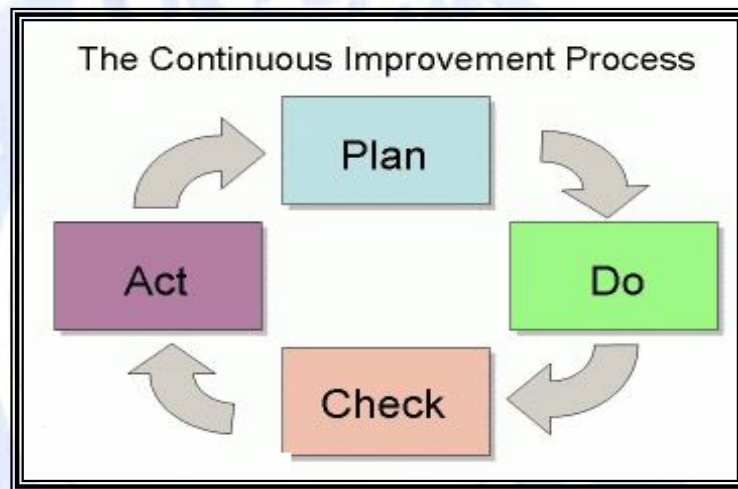 The Continuous Improvement Process
Plan
Act
Do
Check